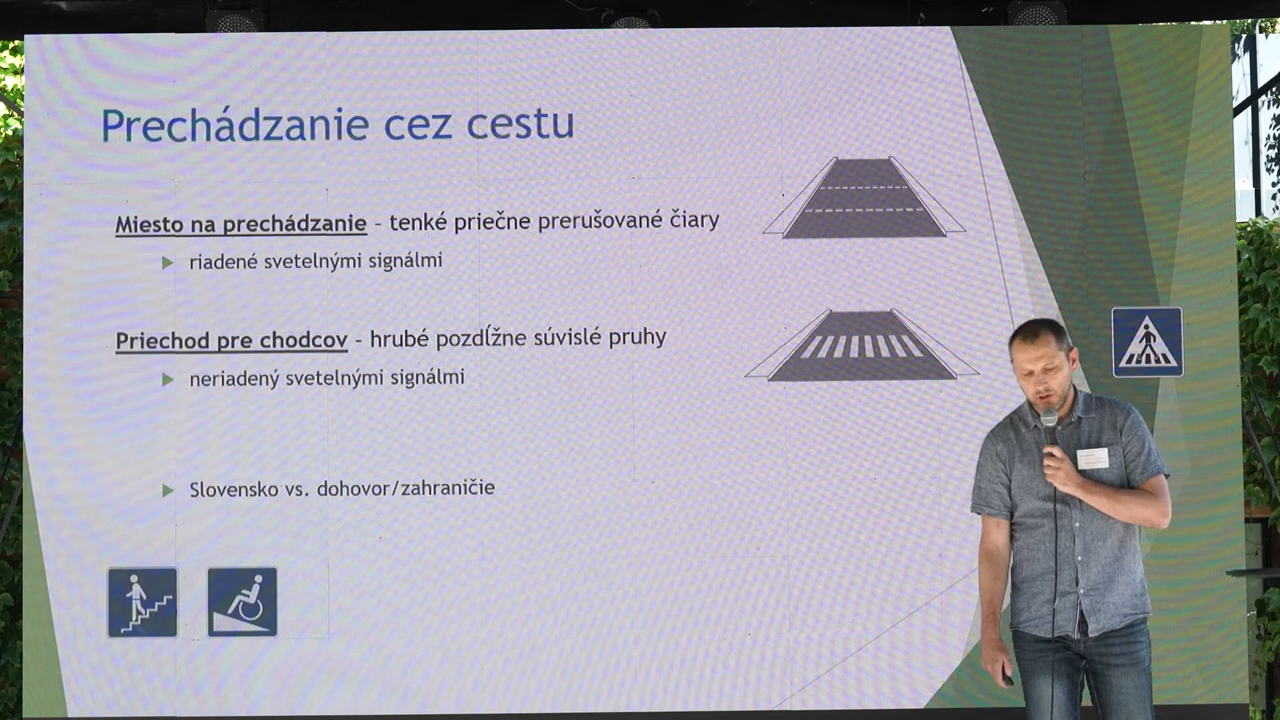 Prechádzanie cez cestu
Miesto na prechádzanie – tenké priečne prerušované čiary
riadené svetelnými signálmi
Priechod pre chodcov – hrubé pozdĺžne súvislé pruhy
neriadený svetelnými signálmi
Slovensko vs. dohovor/zahraničie